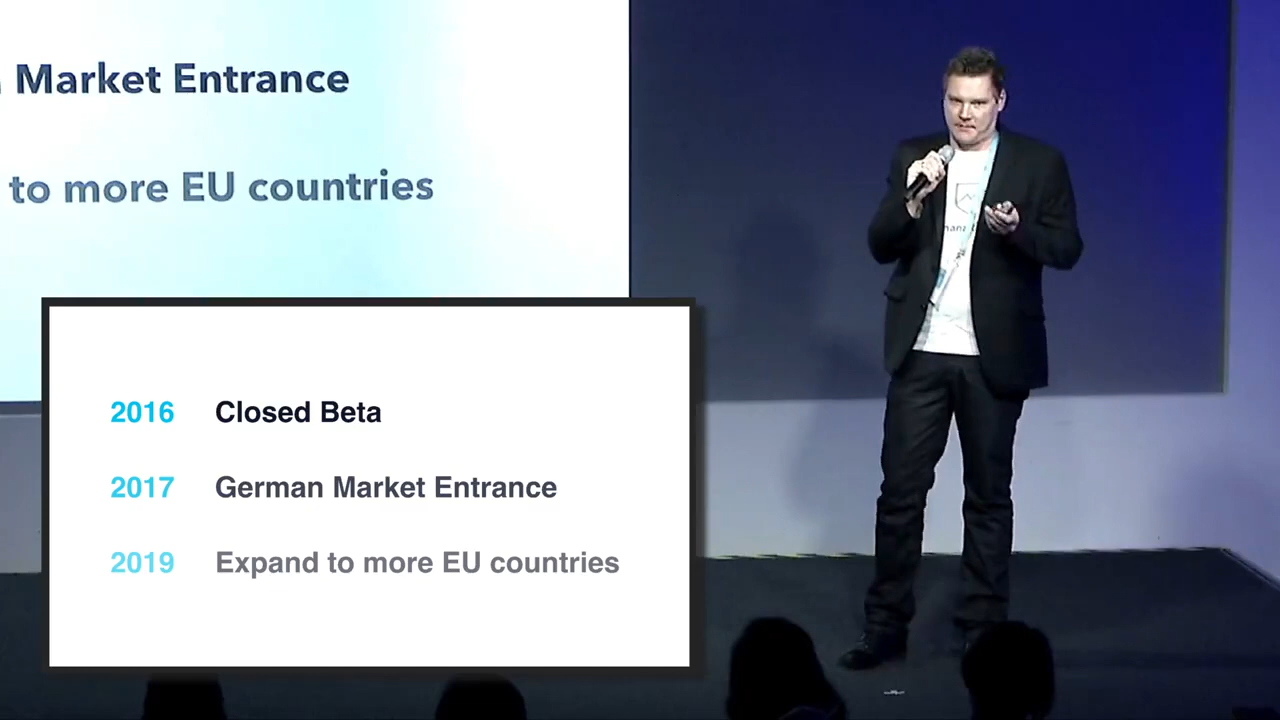 Market Entrance
to more EU countries
2016 Closed Beta
2017 German Market Entrance
2019 Expand to more EU countries